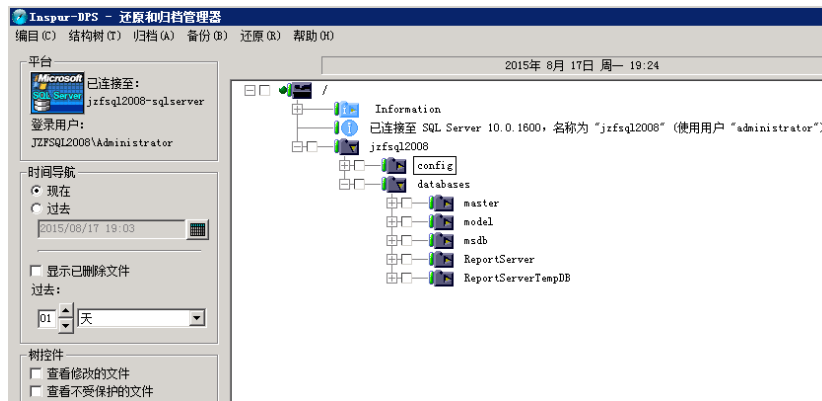 Inspur-DPS - 还原和归档管理器
编目(C) 结构树(T) 归档(A) 备份(B) 还原(R) 帮助(H)
平台
Microsoft
SQL Server
已连接至:
jzfsql2008-sqlserver
登录用户:
JZFSQL2008\Administrator
时间导航
现在
过去
2015/08/17 19:03
显示已删除文件
过去:
01 天
树控件
查看修改的文件
查看不受保护的文件
2015年 8月 17日 周一 19:24
/
Information
已连接至 SQL Server 10.0.1600，名称为 "jzfsql2008" (使用用户 "administrator")
jzfsql2008
config
databases
master
model
msdb
ReportServer
ReportServerTempDB